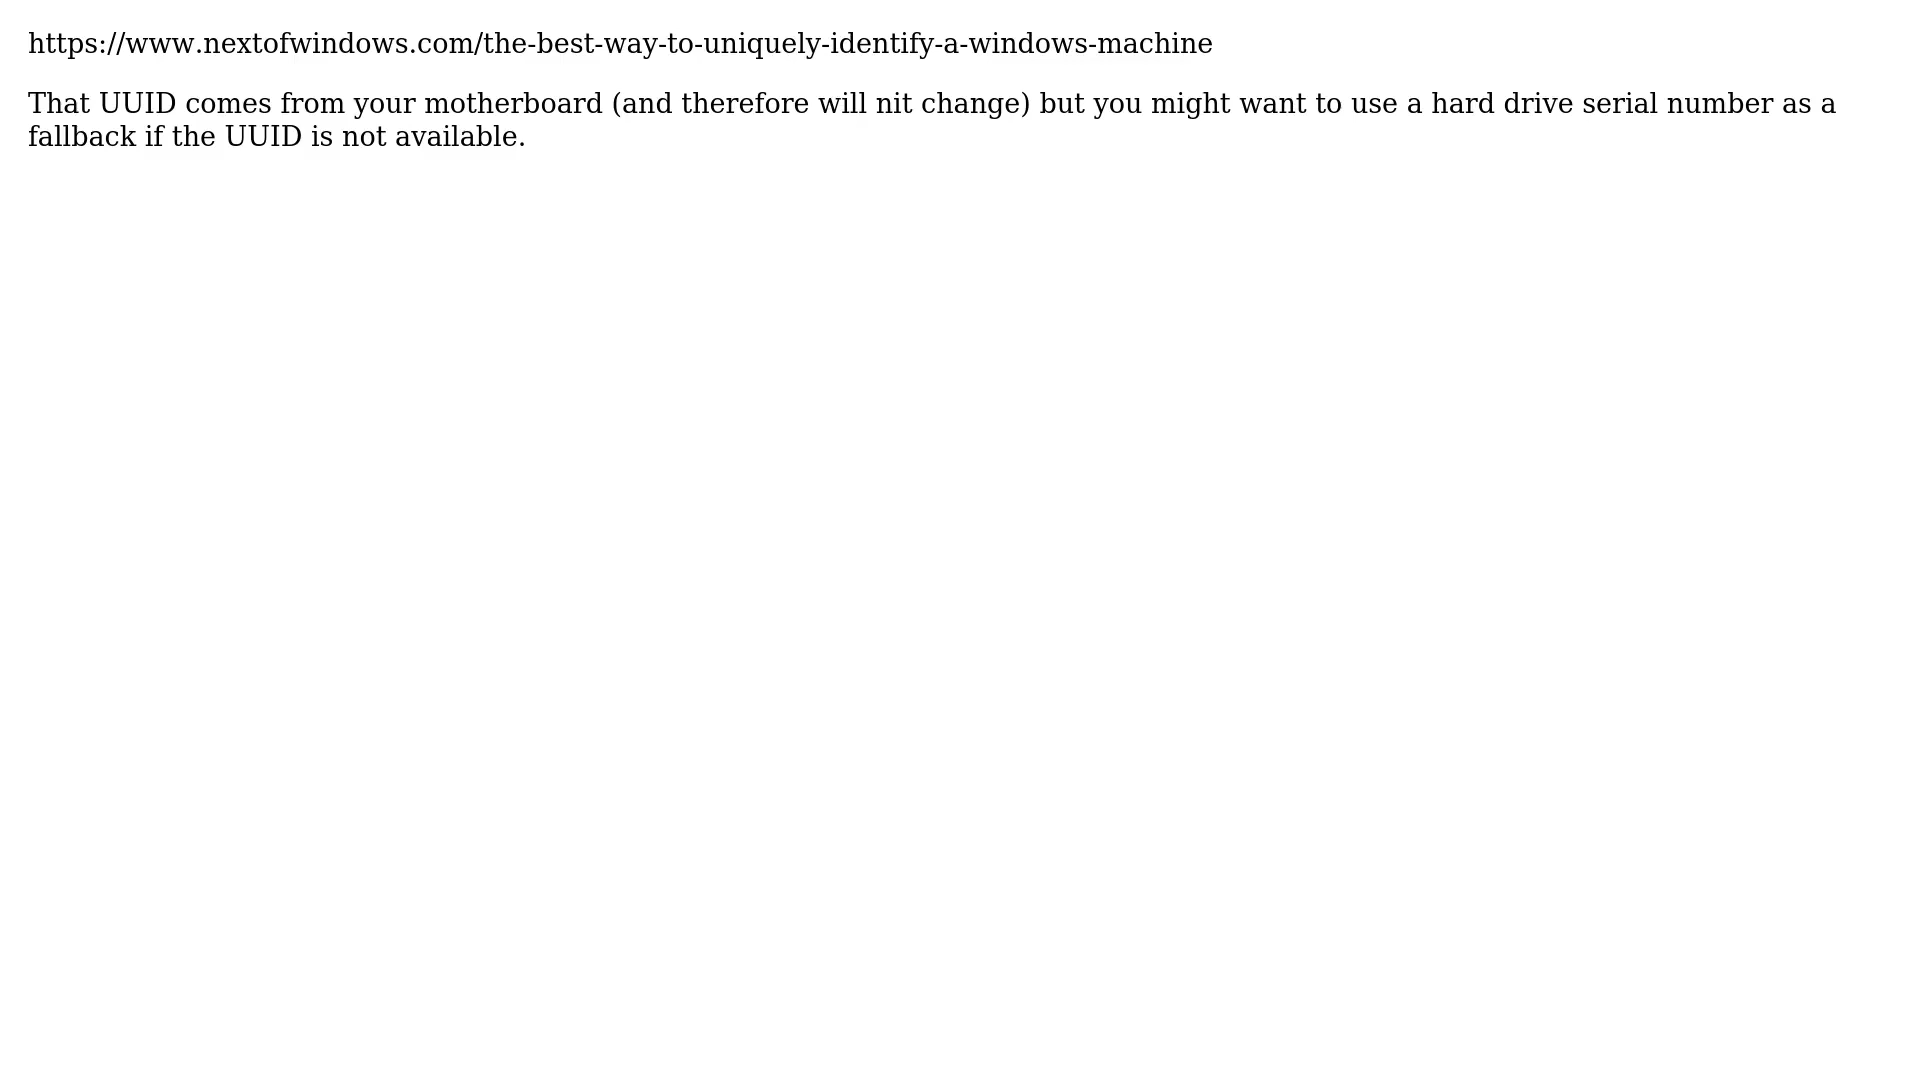 https://www.nextofwindows.com/the-best-way-to-uniquely-identify-a-windows-machine
That UUID comes from your motherboard (and therefore will nit change) but you might want to use a hard drive serial number as a
fallback if the UUID is not available.